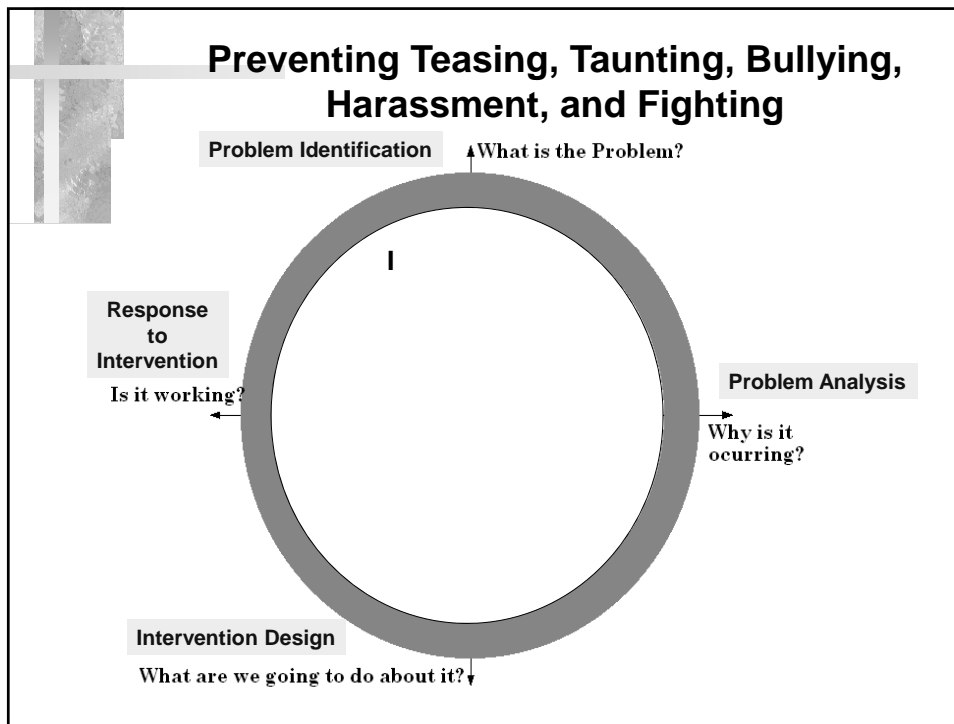 Preventing Teasing, Taunting, Bullying,
Harassment, and Fighting
Problem Identification
What is the Problem?
I
Response
to
Intervention
Is it working?
Problem Analysis
Why is it
ocurring?
Intervention Design
What are we going to do about it?